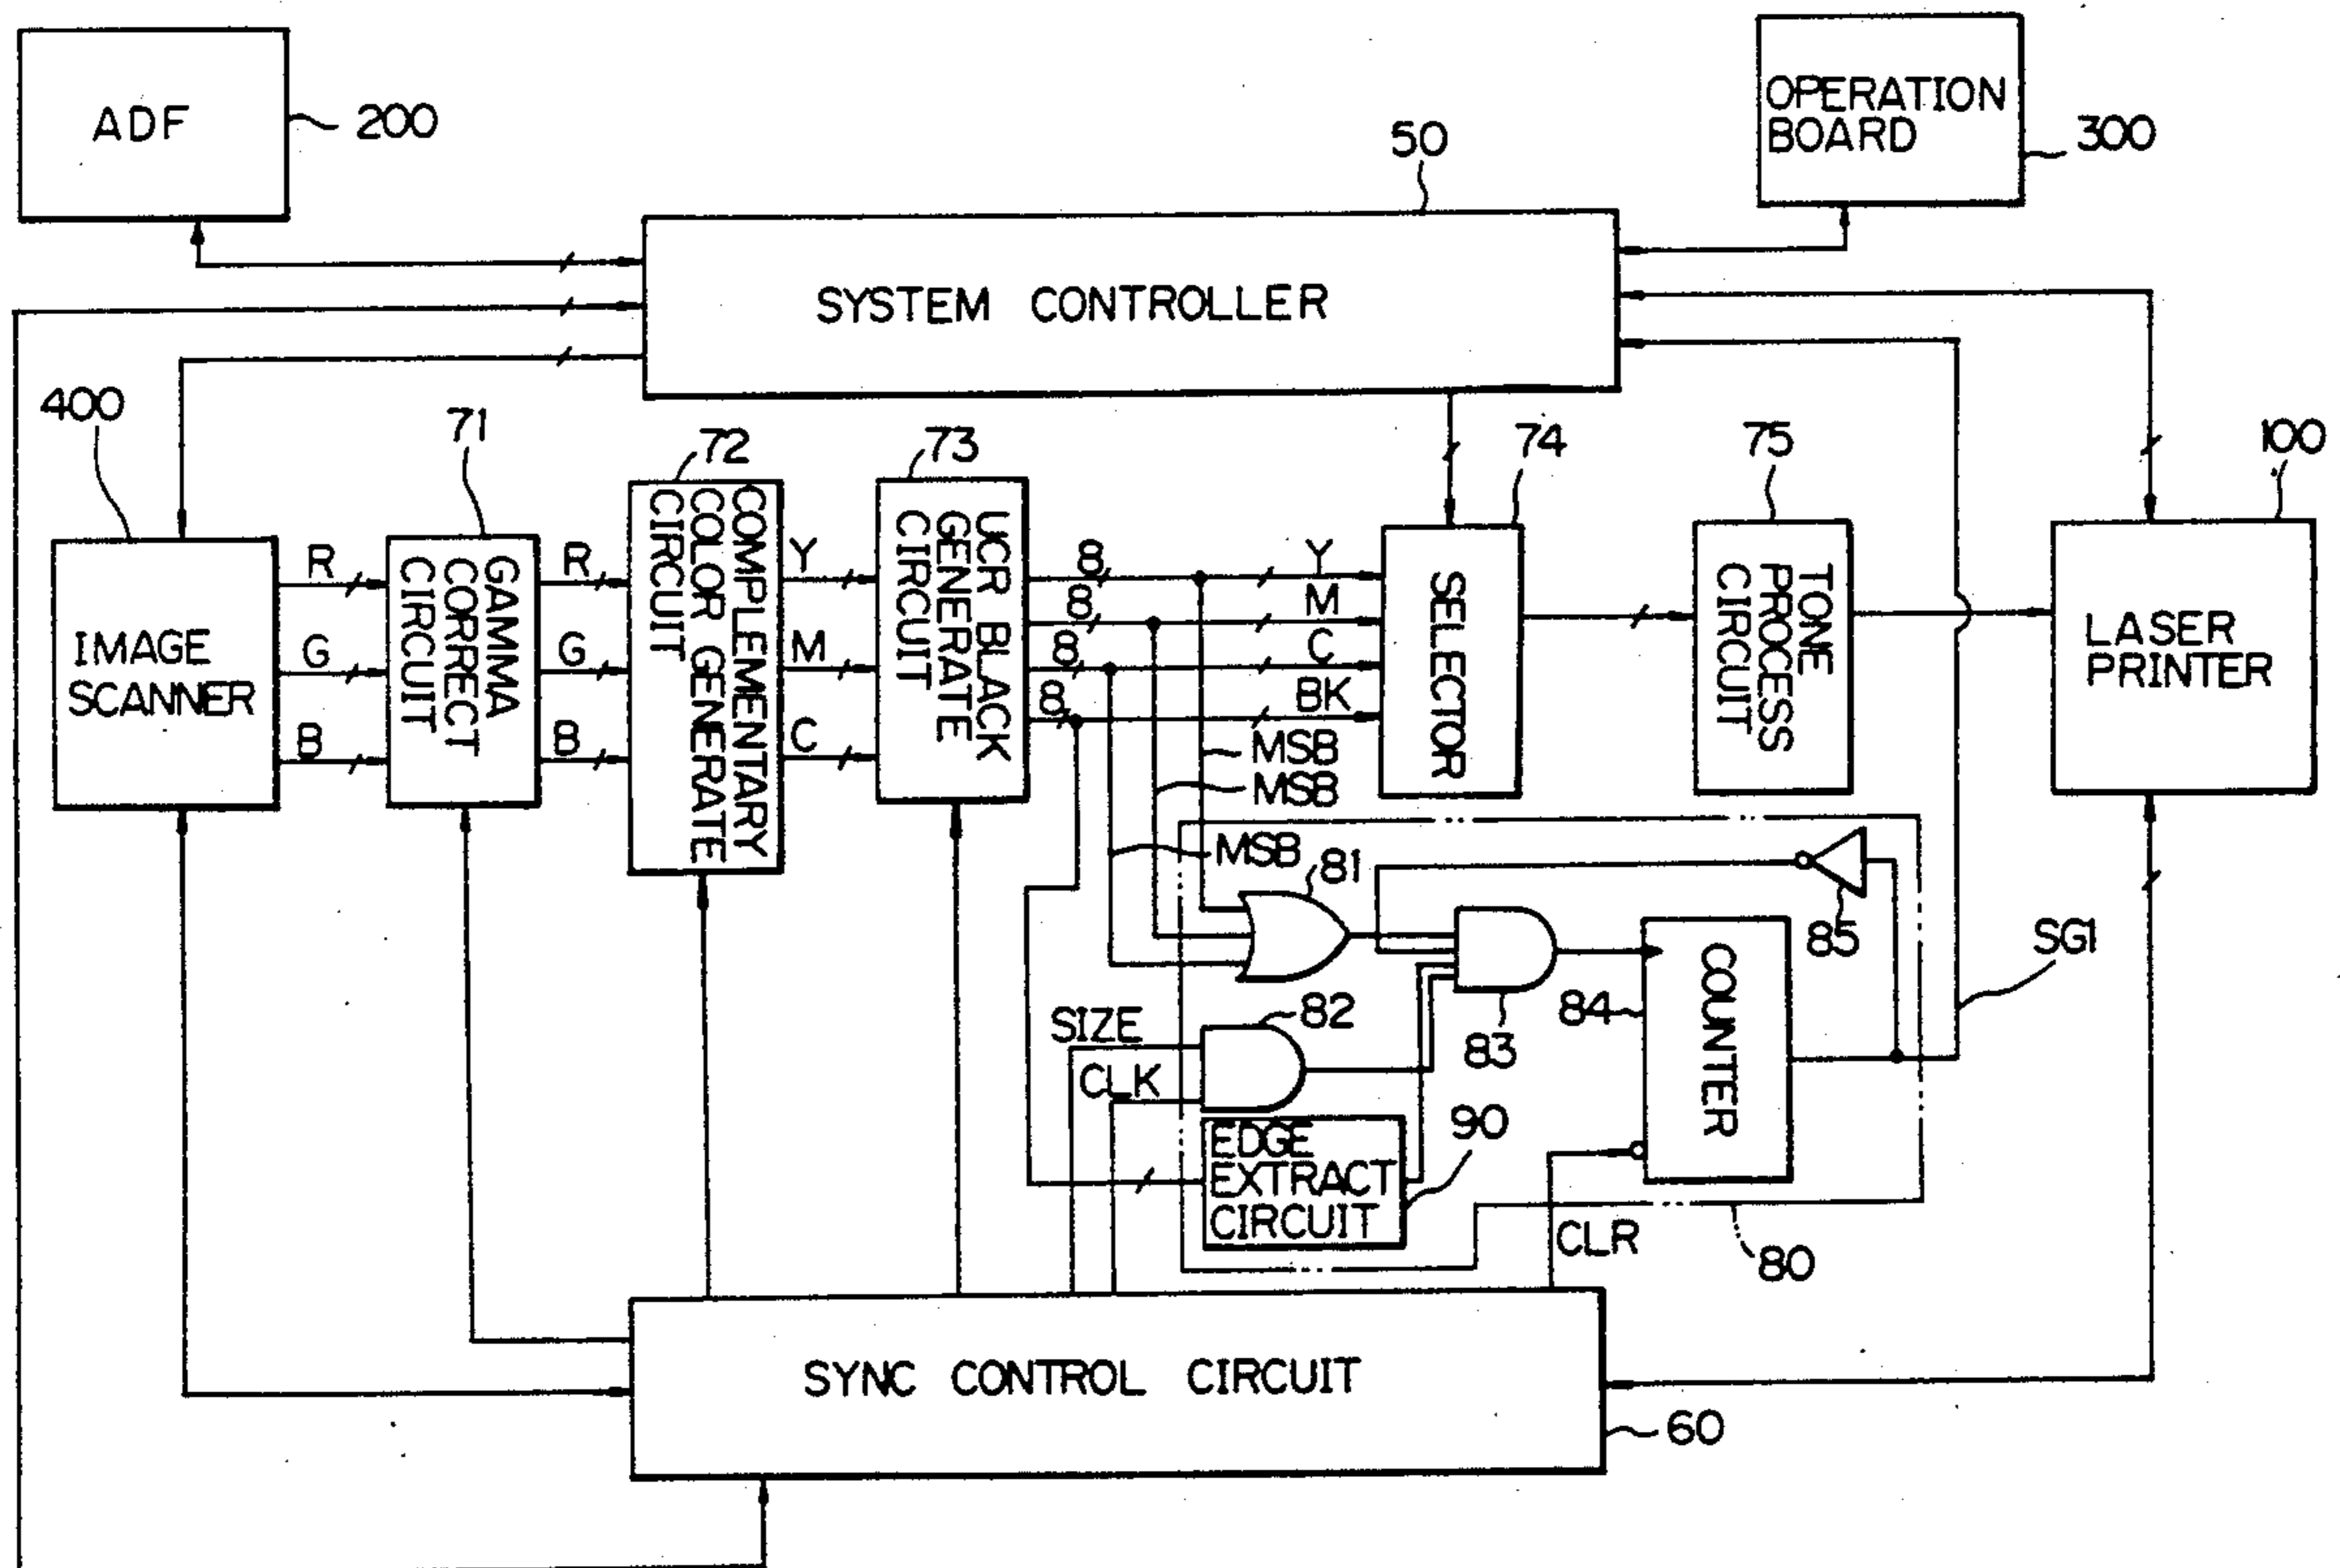 ADF
200
OPERATION
BOARD
300
50
SYSTEM CONTROLLER
400
71
72
73
74
75
100
IMAGE
SCANNER
R
G
B
GAMMA
CORRECT
CIRCUIT
R
G
B
COMPLEMENTARY
COLOR GENERATE
CIRCUIT
Y
M
C
UCR BLACK
GENERATE
CIRCUIT
8
8
8
8
Y
M
C
BK
SELECTOR
TONE
PROCESS
CIRCUIT
LASER
PRINTER
MSB
MSB
MSB
81
85
SG1
82
83
84
COUNTER
SIZE
CLK
EDGE
EXTRACT
CIRCUIT
90
CLR
80
SYNC CONTROL CIRCUIT
60